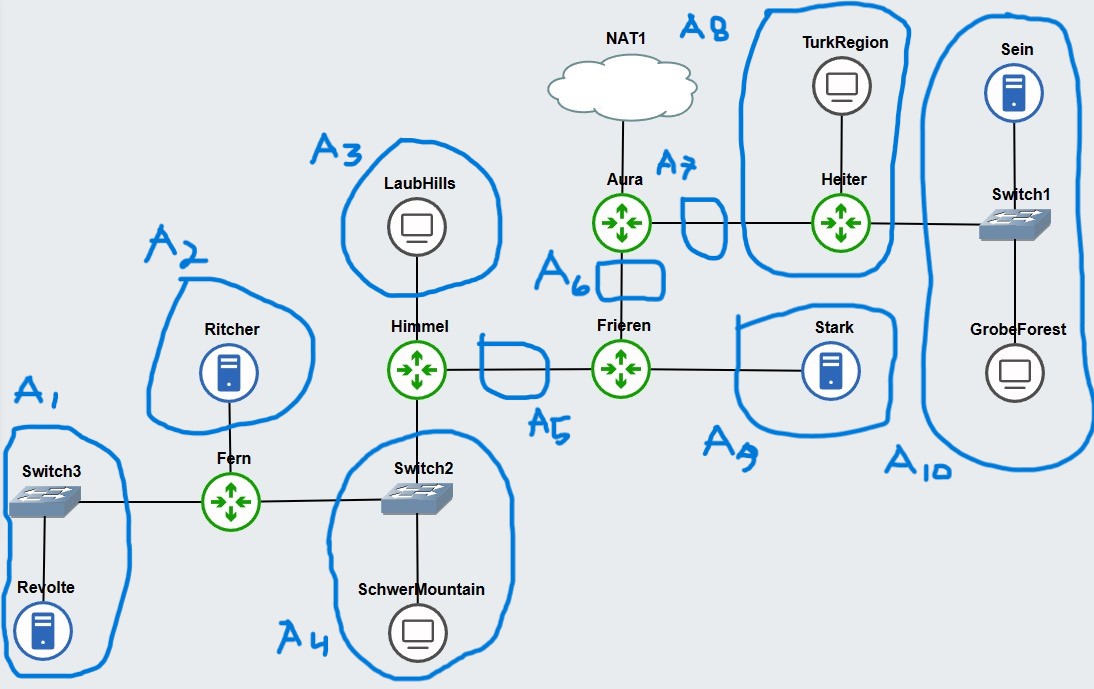 NAT1
A8
TurkRegion
Sein
A3
LaubHills
Aura
A7
Heiter
Switch1
A2
A6
Ritcher
Himmel
Frieren
Stark
GrobeForest
A1
A5
A9
A10
Switch3
Fern
Switch2
Revolte
SchwerMountain
A4